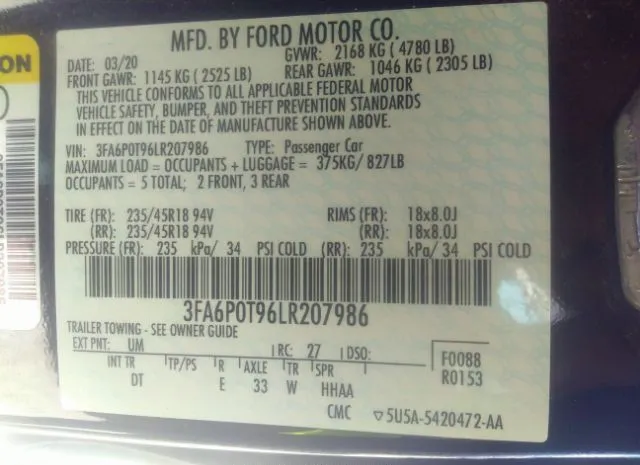 ON
MFD. BY FORD MOTOR CO.
DATE: 03/20 GVWR: 2168 KG ( 4780 LB)
FRONT GAWR: 1145 KG ( 2525 LB) REAR GAWR: 1046 KG ( 2305 LB)
THIS VEHICLE CONFORMS TO ALL APPLICABLE FEDERAL MOTOR
VEHICLE SAFETY, BUMPER, AND THEFT PREVENTION STANDARDS
IN EFFECT ON THE DATE OF MANUFACTURE SHOWN ABOVE.
VIN: 3FA6P0T96LR207986 TYPE: Passenger Car
MAXIMUM LOAD = OCCUPANTS + LUGGAGE = 375KG/ 827LB
OCCUPANTS = 5 TOTAL; 2 FRONT, 3 REAR
TIRE (FR): 235/45R18 94V RIMS (FR): 18x8.0J
(RR): 235/45R18 94V (RR): 18x8.0J
PRESSURE (FR): 235 kPa/ 34 PSI COLD (RR): 235 kPa/ 34 PSI COLD
3FA6P0T96LR207986
TRAILER TOWING - SEE OWNER GUIDE
EXT PNT: UM RC: 27 DSO: F0088
INT TR TP/PS R AXLE TR SPR R0153
DT E 33 W HHAA
CMC ▽5U5A-5420472-AA